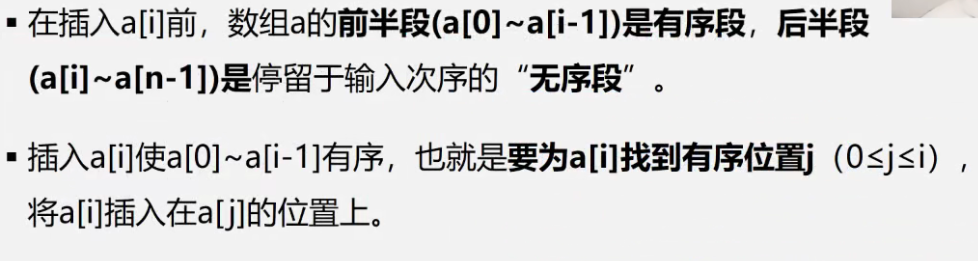 ▪ 在插入a[i]前，数组a的前半段(a[0]~a[i-1])是有序段，后半段
(a[i]~a[n-1])是停留于输入次序的“无序段”。
▪ 插入a[i]使a[0]~a[i-1]有序，也就是要为a[i]找到有序位置j（0≤j≤i），
将a[i]插入在a[j]的位置上。